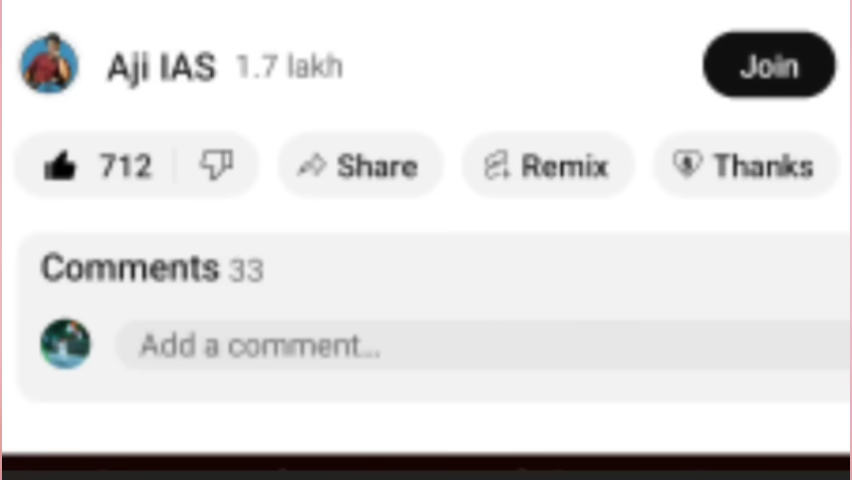 Aji IAS 1.7 lakh Join
712 Share Remix Thanks
Comments 33
Add a comment...